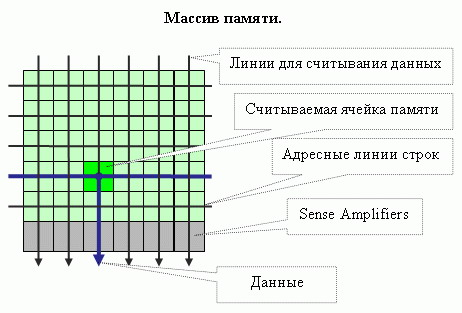 Массив памяти.
Линии для считывания данных
Считываемая ячейка памяти
Адресные линии строк
Sense Amplifiers
Данные